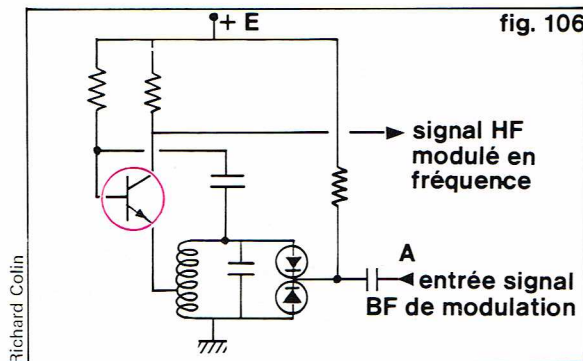 + E
fig. 106
signal HF
modulé en
fréquence
A
entrée signal
BF de modulation
Richard Colin